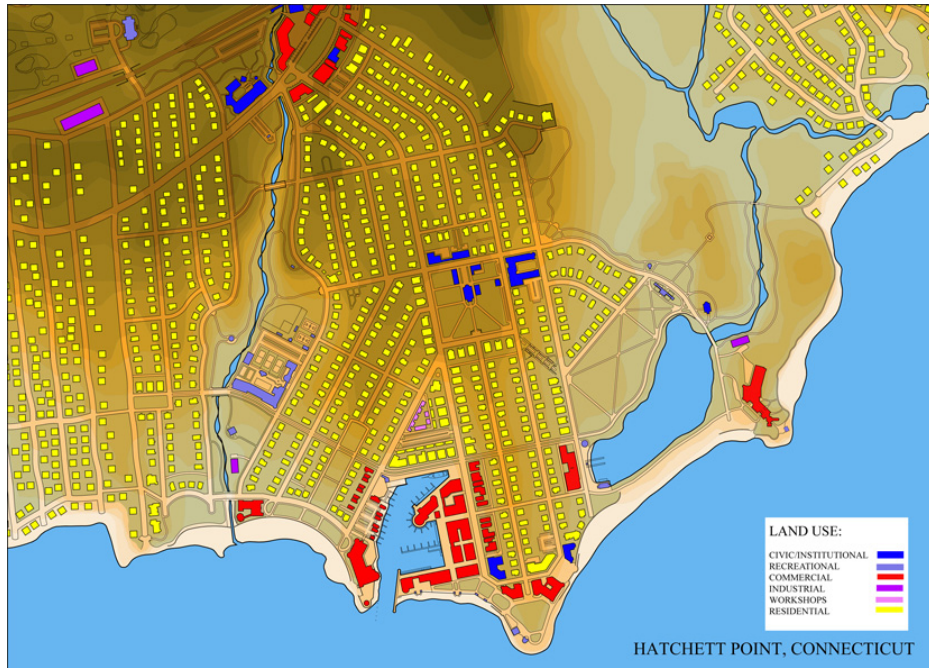 LAND USE:
CIVIC/INSTITUTIONAL
RECREATIONAL
COMMERCIAL
INDUSTRIAL
WORKSHOPS
RESIDENTIAL
HATCHETT POINT, CONNECTICUT